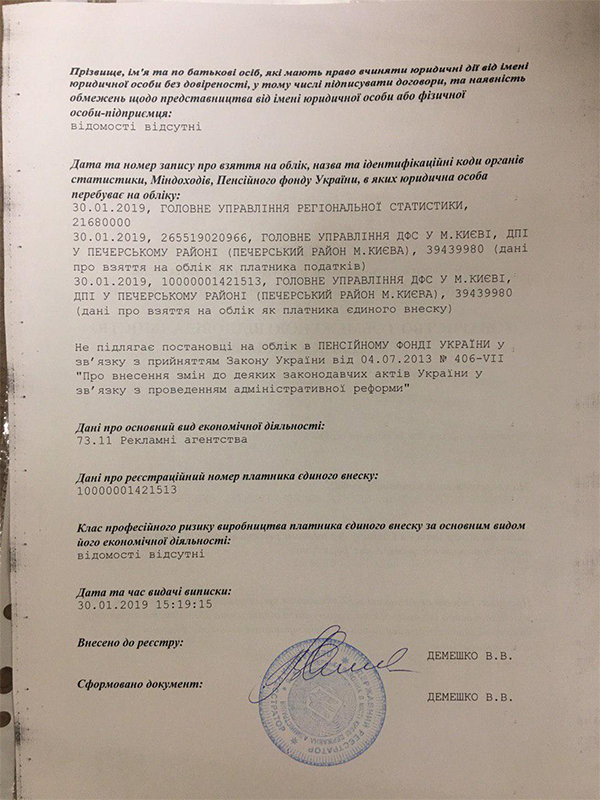 Прізвище, ім'я та по батькові осіб, які мають право вчиняти юридичні дії від імені
юридичної особи без довіреності, у тому числі підписувати договори, та наявність
обмежень щодо представництва від імені юридичної особи або фізичної
особи-підприємця:
відомості відсутні
Дата та номер запису про взяття на облік, назва та ідентифікаційні коди органів
статистики, Міндоходів, Пенсійного фонду України, в яких юридична особа
перебуває на обліку:
30.01.2019, ГОЛОВНЕ УПРАВЛІННЯ РЕГІОНАЛЬНОЇ СТАТИСТИКИ,
21680000
30.01.2019, 265519020966, ГОЛОВНЕ УПРАВЛІННЯ ДФС У М.КИЄВІ, ДПІ
У ПЕЧЕРСЬКОМУ РАЙОНІ (ПЕЧЕРСЬКИЙ РАЙОН М.КИЄВА), 39439980 (дані
про взяття на облік як платника податків)
30.01.2019, 10000001421513, ГОЛОВНЕ УПРАВЛІННЯ ДФС У М.КИЄВІ,
ДПІ У ПЕЧЕРСЬКОМУ РАЙОНІ (ПЕЧЕРСЬКИЙ РАЙОН М.КИЄВА), 39439980
(дані про взяття на облік як платника єдиного внеску)
Не підлягає постановці на облік в ПЕНСІЙНОМУ ФОНДІ УКРАЇНИ у
зв'язку з прийняттям Закону України від 04.07.2013 № 406-VII
"Про внесення змін до деяких законодавчих актів України у
зв'язку з проведенням адміністративної реформи"
Дані про основний вид економічної діяльності:
73.11 Рекламні агентства
Дані про реєстраційний номер платника єдиного внеску:
10000001421513
Клас професійного ризику виробництва платника єдиного внеску за основним видом
його економічної діяльності:
відомості відсутні
Дата та час видачі виписки:
30.01.2019 15:19:15
Внесено до реєстру:
ДЕМЕШКО В.В.
Сформовано документ:
ДЕМЕШКО В.В.